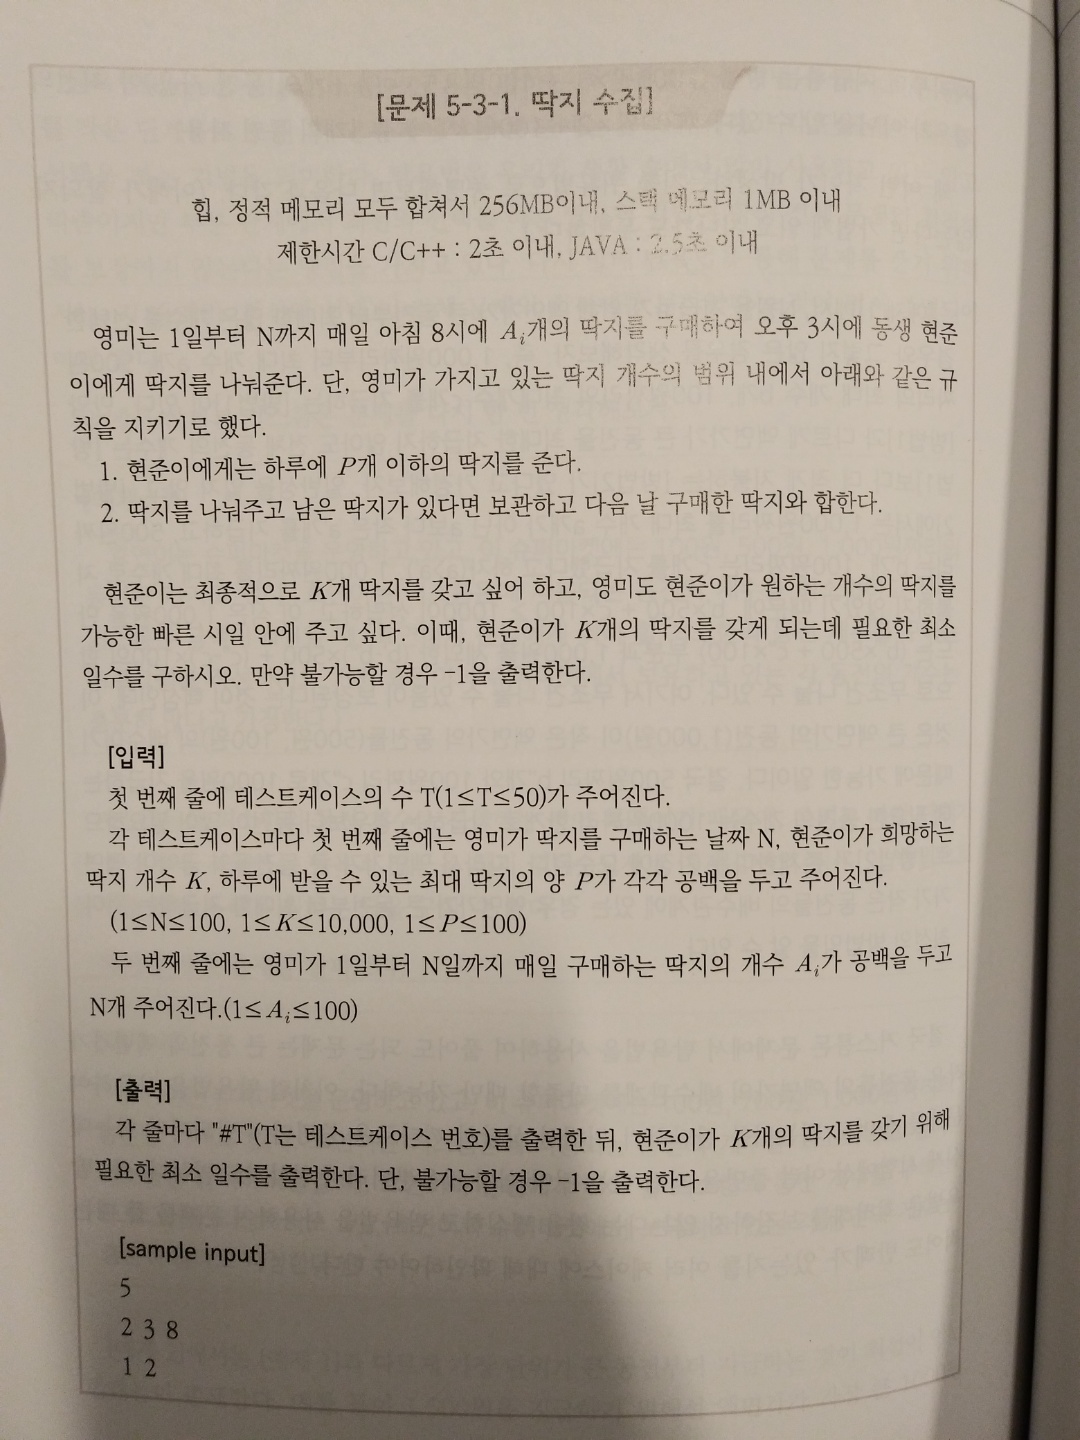 [문제 5-3-1. 딱지 수집]
힙, 정적 메모리 모두 합쳐서 256MB이내, 스택 메모리 1MB 이내
제한시간 C/C++ : 2초 이내, JAVA : 2.5초 이내
영미는 1일부터 N까지 매일 아침 8시에 Aᵢ개의 딱지를 구매하여 오후 3시에 동생 현준
이에게 딱지를 나눠준다. 단, 영미가 가지고 있는 딱지 개수의 범위 내에서 아래와 같은 규
칙을 지키기로 했다.
1. 현준이에게는 하루에 P개 이하의 딱지를 준다.
2. 딱지를 나눠주고 남은 딱지가 있다면 보관하고 다음 날 구매한 딱지와 합한다.
현준이는 최종적으로 K개 딱지를 갖고 싶어 하고, 영미도 현준이가 원하는 개수의 딱지를
가능한 빠른 시일 안에 주고 싶다. 이때, 현준이가 K개의 딱지를 갖게 되는데 필요한 최소
일수를 구하시오. 만약 불가능할 경우 -1을 출력한다.
[입력]
첫 번째 줄에 테스트케이스의 수 T(1≤T≤50)가 주어진다.
각 테스트케이스마다 첫 번째 줄에는 영미가 딱지를 구매하는 날짜 N, 현준이가 희망하는
딱지 개수 K, 하루에 받을 수 있는 최대 딱지의 양 P가 각각 공백을 두고 주어진다.
(1≤N≤100, 1≤K≤10,000, 1≤P≤100)
두 번째 줄에는 영미가 1일부터 N일까지 매일 구매하는 딱지의 개수 Aᵢ가 공백을 두고
N개 주어진다.(1≤Aᵢ≤100)
[출력]
각 줄마다 "#T"(T는 테스트케이스 번호)를 출력한 뒤, 현준이가 K개의 딱지를 갖기 위해
필요한 최소 일수를 출력한다. 단, 불가능할 경우 -1을 출력한다.
[sample input]
5
2 3 8
1 2